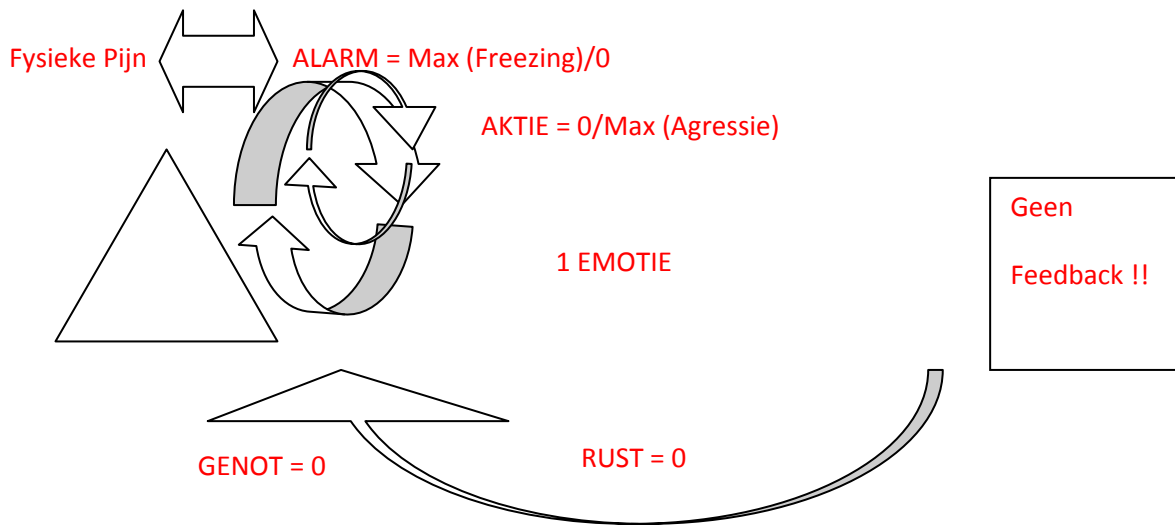 Fysieke Pijn
ALARM = Max (Freezing)/0
AKTIE = 0/Max (Agressie)
Geen
Feedback !!
1 EMOTIE
GENOT = 0
RUST = 0